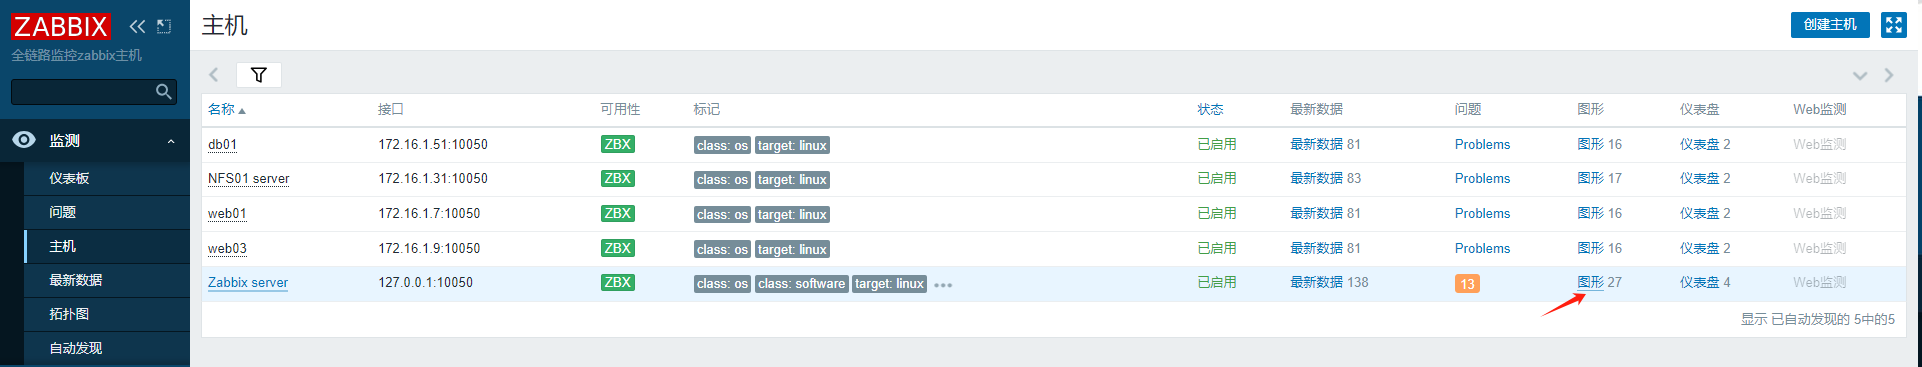 ZABBIX
全链路监控zabbix主机
监测
仪表板
问题
主机
最新数据
拓扑图
自动发现
主机
创建主机
名称 接口 可用性 标记 状态 最新数据 问题 图形 仪表盘 Web监测
db01 172.16.1.51:10050 ZBX class: os target: linux 已启用 最新数据 81 Problems 图形 16 仪表盘 2 Web监测
NFS01 server 172.16.1.31:10050 ZBX class: os target: linux 已启用 最新数据 83 Problems 图形 17 仪表盘 2 Web监测
web01 172.16.1.7:10050 ZBX class: os target: linux 已启用 最新数据 81 Problems 图形 16 仪表盘 2 Web监测
web03 172.16.1.9:10050 ZBX class: os target: linux 已启用 最新数据 81 Problems 图形 16 仪表盘 2 Web监测
Zabbix server 127.0.0.1:10050 ZBX class: os class: software target: linux ••• 已启用 最新数据 138 13 图形 27 仪表盘 4 Web监测
显示 已自动发现的 5中的5